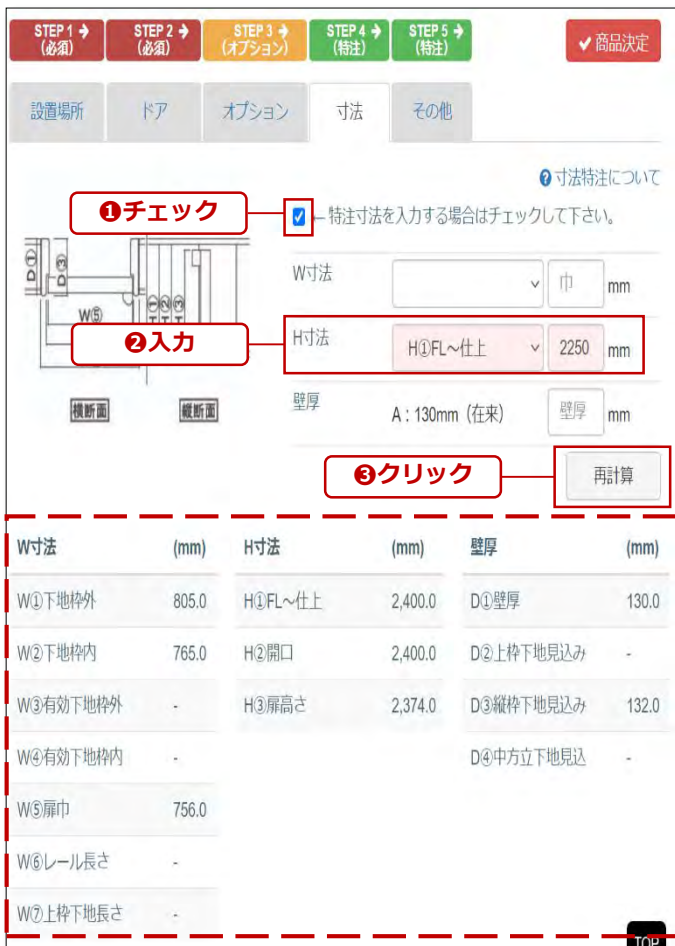 STEP 1 → STEP 2 → STEP 3 → STEP 4 → STEP 5 →
(必須) (必須) (オプション) (特注) (特注) ✔商品決定
設置場所 ドア オプション 寸法 その他
? 寸法特注について
❶チェック ☑ ←特注寸法を入力する場合はチェックして下さい。
W寸法 巾 mm
❷入力 H寸法 H①FL～仕上 2250 mm
壁厚 A：130mm（在来） 壁厚 mm
D① D③
W⑤
横断面 縦断面
❸クリック 再計算
W寸法 (mm) H寸法 (mm) 壁厚 (mm)
W①下地枠外 805.0 H①FL～仕上 2,400.0 D①壁厚 130.0
W②下地枠内 765.0 H②開口 2,400.0 D②上枠下地見込み -
W③有効下地枠外 - H③扉高さ 2,374.0 D③縦枠下地見込み 132.0
W④有効下地枠内 - D④中方立下地見込 -
W⑤扉巾 756.0
W⑥レール長さ -
W⑦上枠下地長さ -
TOP